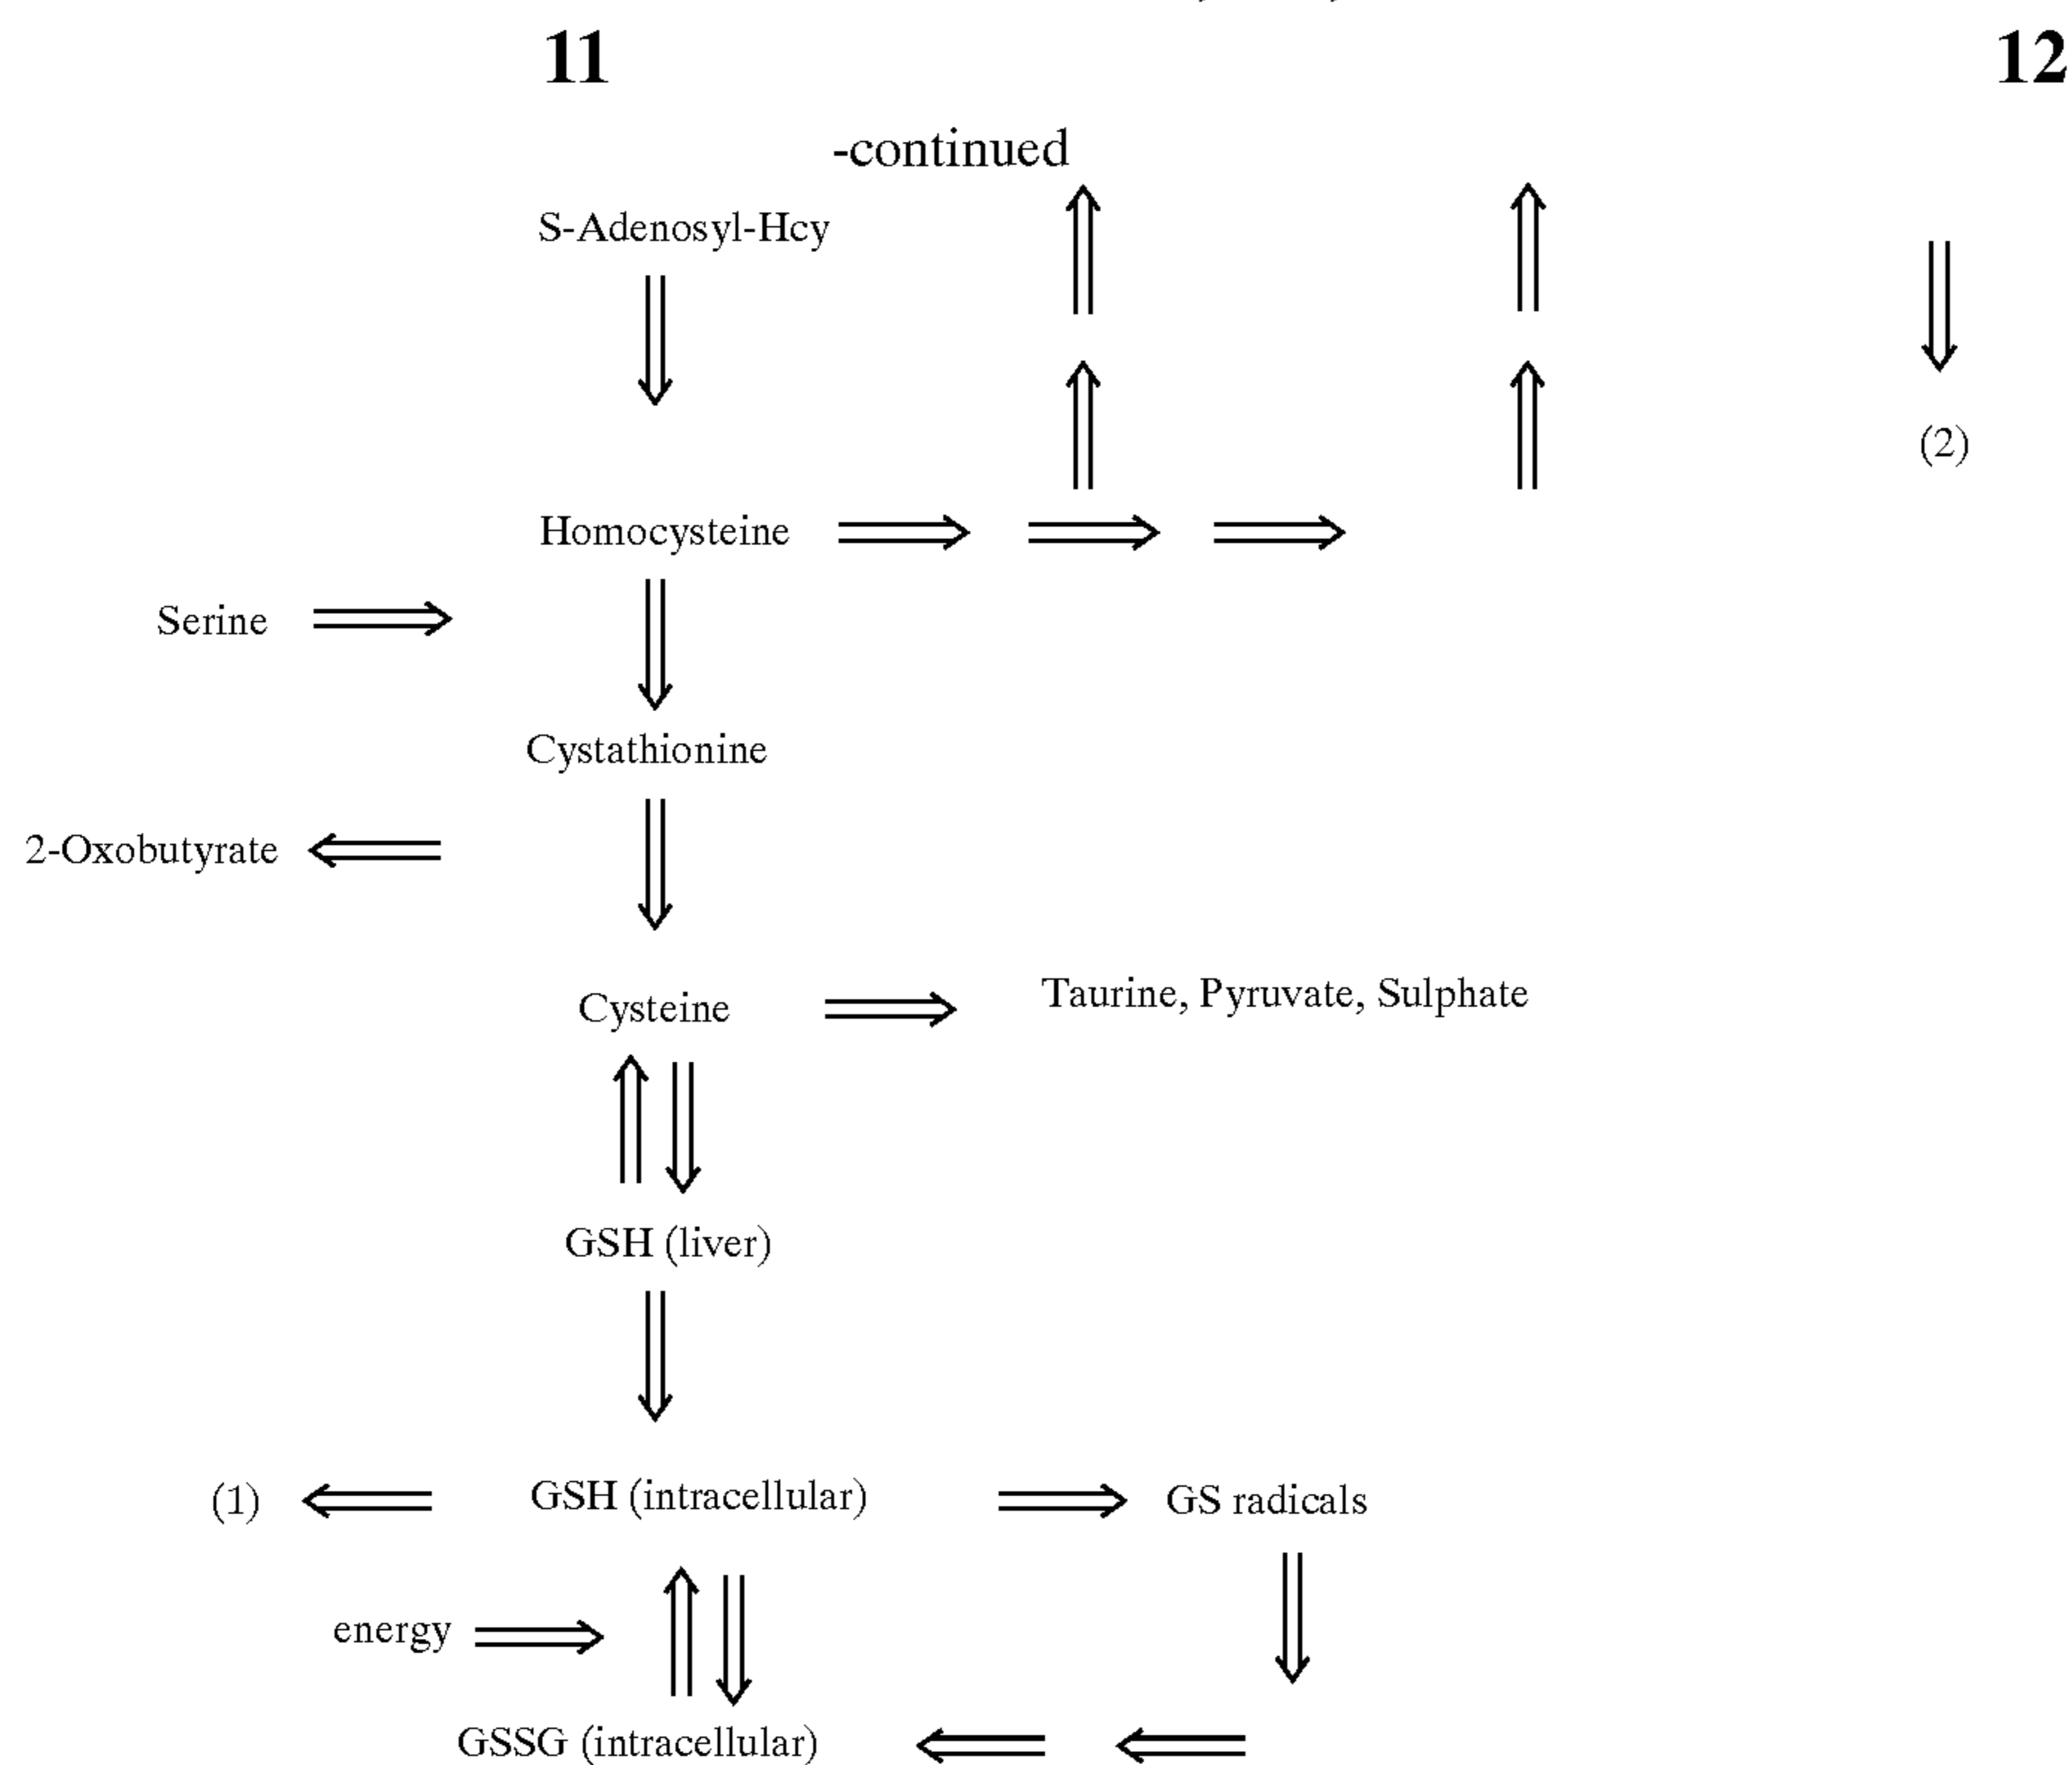 11
12
-continued
S-Adenosyl-Hcy
(2)
Homocysteine
Serine
Cystathionine
2-Oxobutyrate
Cysteine
Taurine, Pyruvate, Sulphate
GSH (liver)
(1)
GSH (intracellular)
GS radicals
energy
GSSG (intracellular)